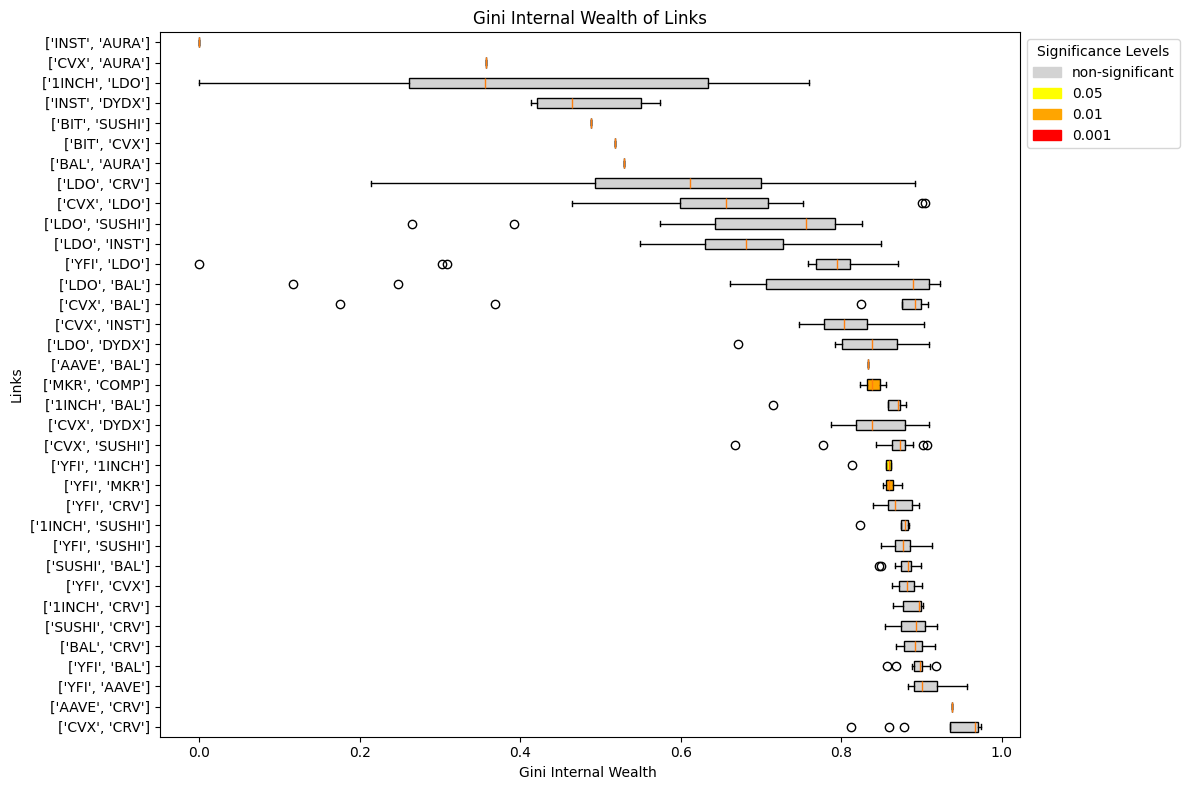 Gini Internal Wealth of Links
['INST', 'AURA']
['CVX', 'AURA']
['1INCH', 'LDO']
['INST', 'DYDX']
['BIT', 'SUSHI']
['BIT', 'CVX']
['BAL', 'AURA']
['LDO', 'CRV']
['CVX', 'LDO']
['LDO', 'SUSHI']
['LDO', 'INST']
['YFI', 'LDO']
['LDO', 'BAL']
['CVX', 'BAL']
['CVX', 'INST']
['LDO', 'DYDX']
['AAVE', 'BAL']
['MKR', 'COMP']
['1INCH', 'BAL']
['CVX', 'DYDX']
['CVX', 'SUSHI']
['YFI', '1INCH']
['YFI', 'MKR']
['YFI', 'CRV']
['1INCH', 'SUSHI']
['YFI', 'SUSHI']
['SUSHI', 'BAL']
['YFI', 'CVX']
['1INCH', 'CRV']
['SUSHI', 'CRV']
['BAL', 'CRV']
['YFI', 'BAL']
['YFI', 'AAVE']
['AAVE', 'CRV']
['CVX', 'CRV']
Links
0.0 0.2 0.4 0.6 0.8 1.0
Gini Internal Wealth
Significance Levels
non-significant
0.05
0.01
0.001